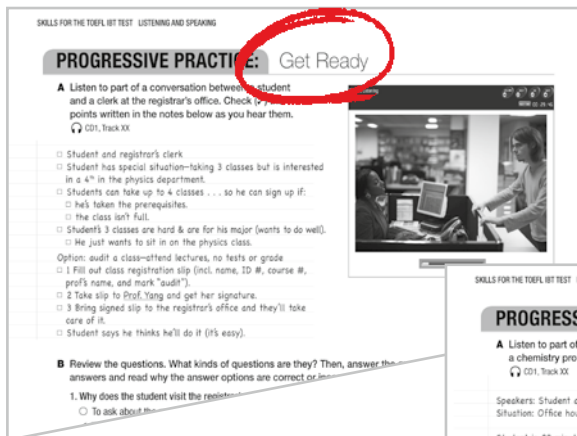 SKILLS FOR THE TOEFL IBT TEST LISTENING AND SPEAKING
PROGRESSIVE PRACTICE: Get Ready
A Listen to part of a conversation between student
and a clerk at the registrar's office. Check (✓)
points written in the notes below as you hear them.
CD1, Track XX
□ Student and registrar's clerk
□ Student has special situation—taking 3 classes but is interested
in a 4th in the physics department.
□ Students can take up to 4 classes . . . so he can sign up if:
□ he's taken the prerequisites.
□ the class isn't full.
□ Student's 3 classes are hard & are for his major (wants to do well).
□ He just wants to sit in on the physics class.
Option: audit a class—attend lectures, no tests or grade
□ 1 Fill out class registration slip (incl. name, ID #, course #,
prof's name, and mark "audit").
□ 2 Take slip to Prof. Yang and get her signature.
□ 3 Bring signed slip to the registrar's office and they'll take
care of it.
□ Student says he thinks he'll do it (it's easy).
B Review the questions. What kinds of questions are they? Then, answer the
answers and read why the answer options are correct or
1. Why does the student visit the
To ask about the
SKILLS FOR THE TOEFL IBT TEST LISTEN
PROGRESS
A Listen to part of
a chemistry pro
CD1, Track XX
Speakers: Student
Situation: Office hou